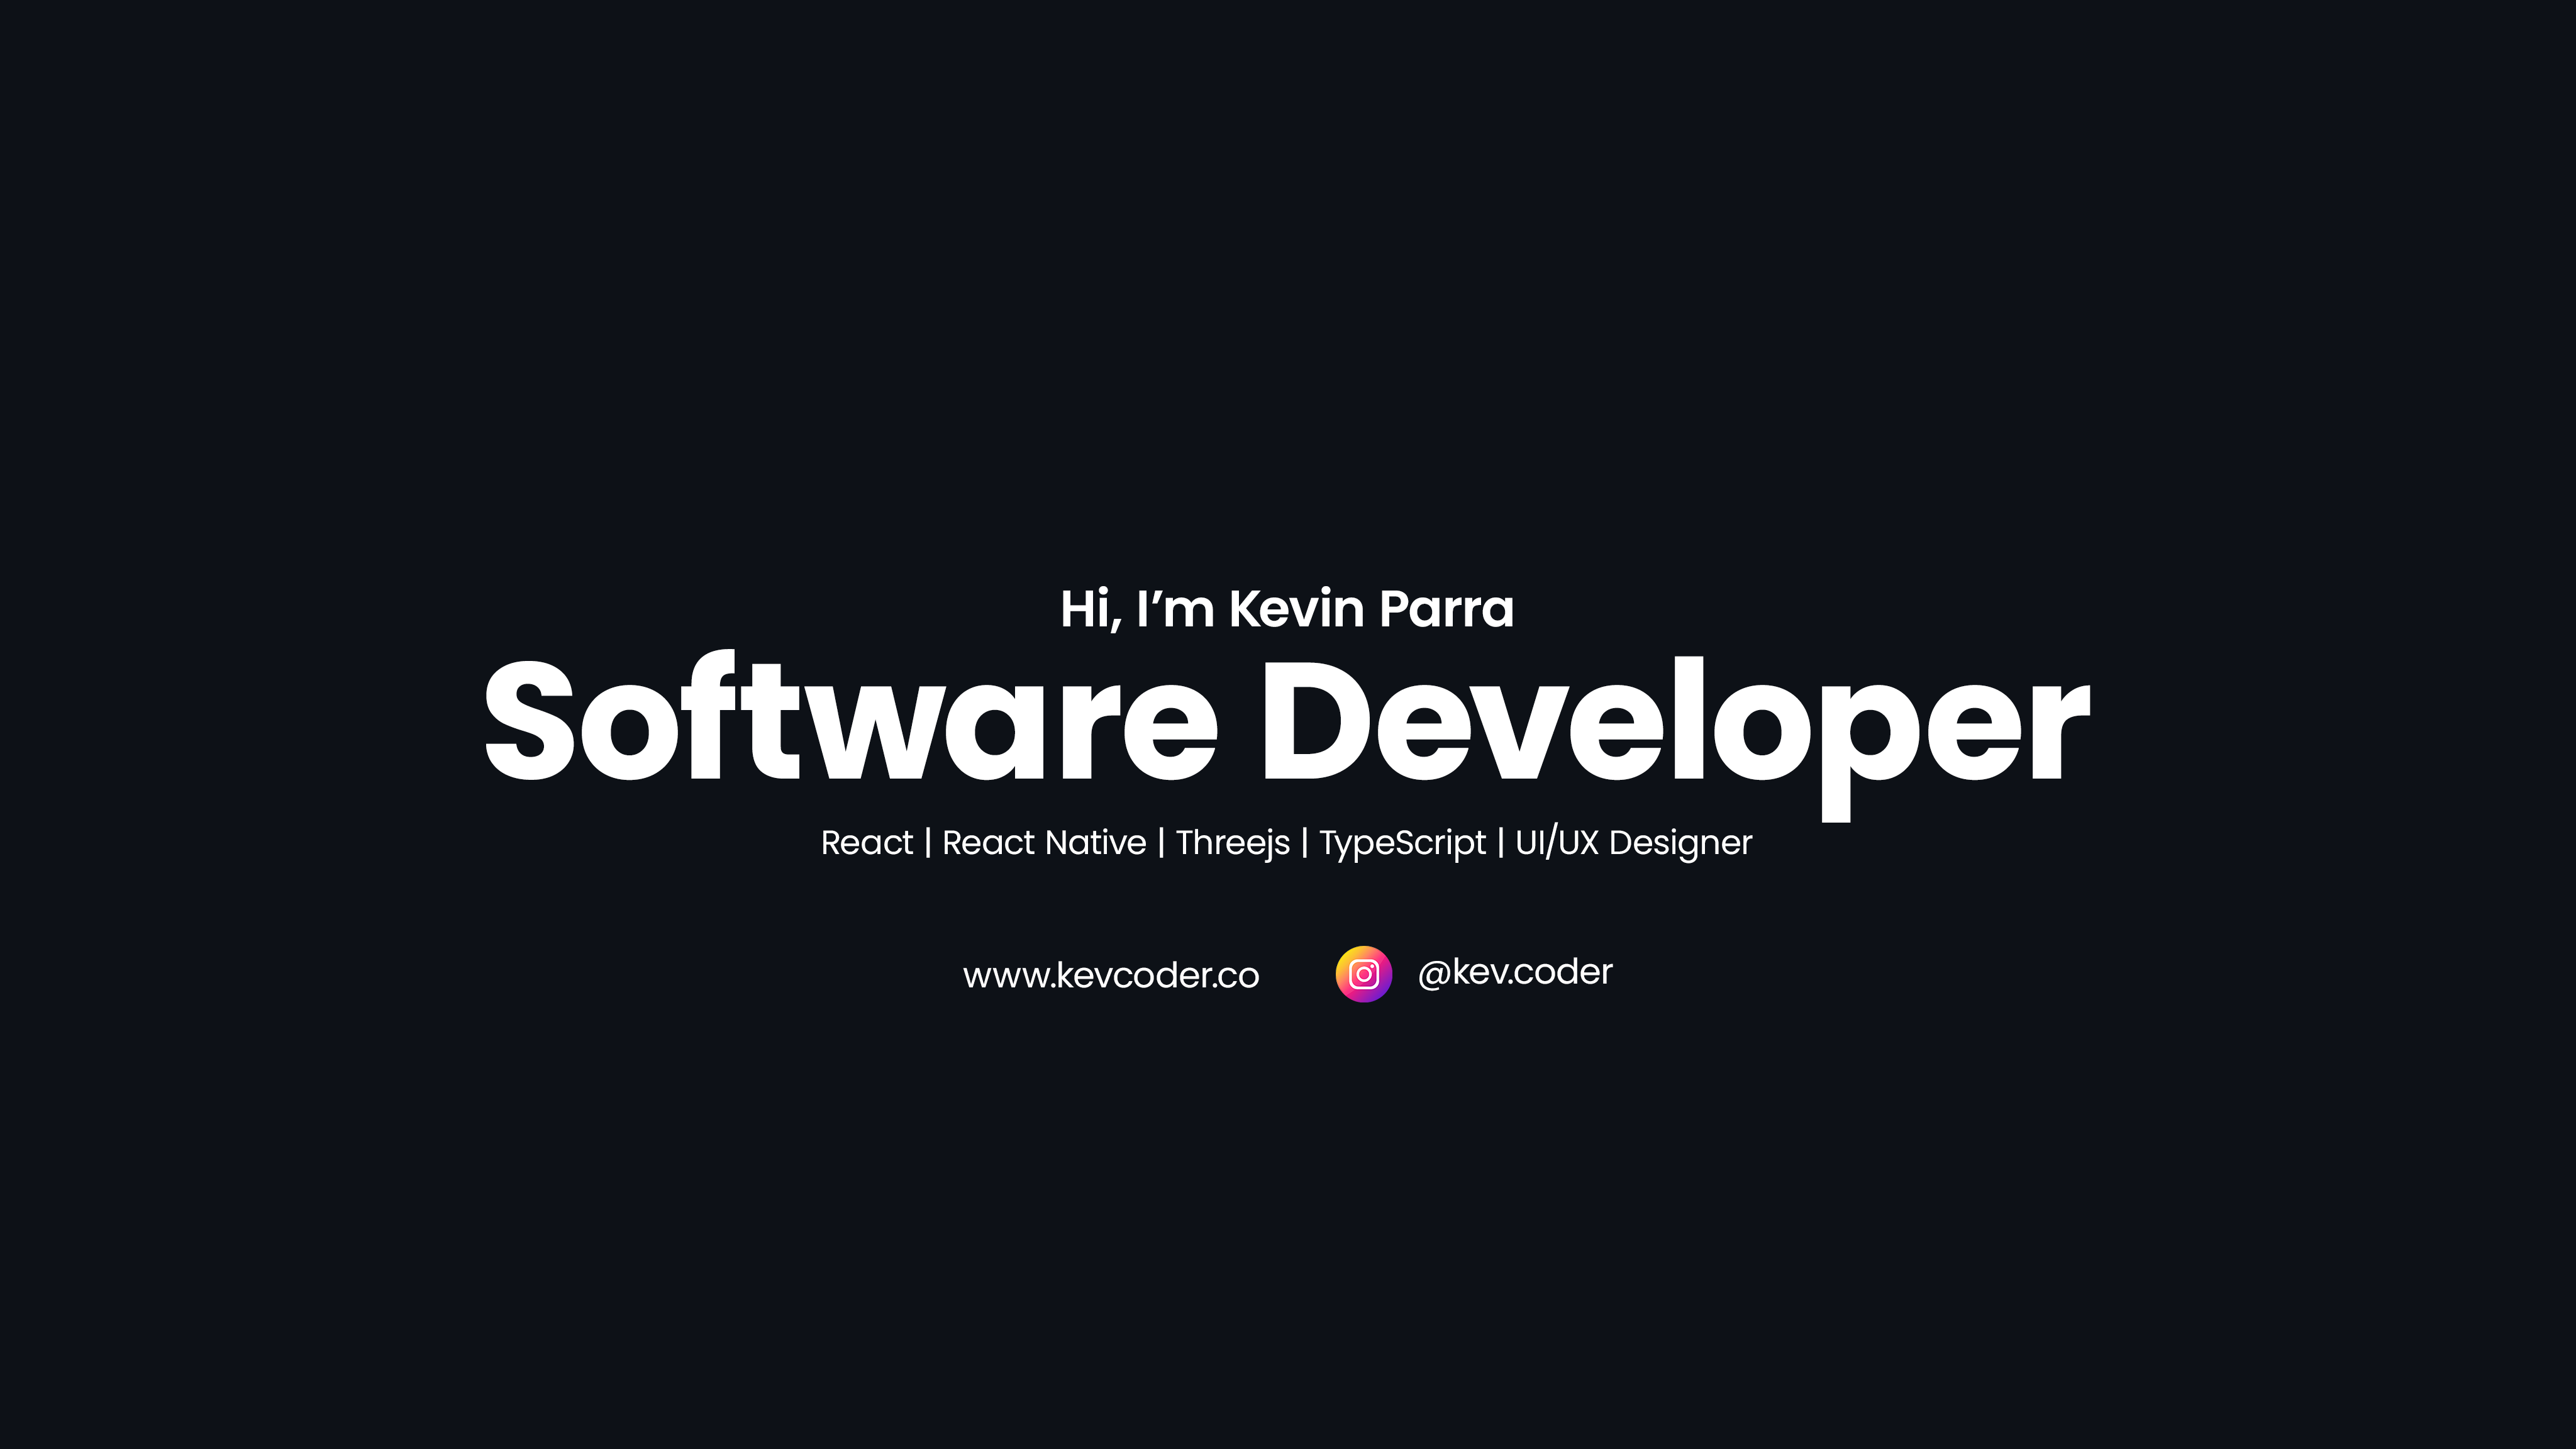 Hi, I’m Kevin Parra
Software Developer
React | React Native | Threejs | TypeScript | UI/UX Designer
www.kevcoder.co @kev.coder